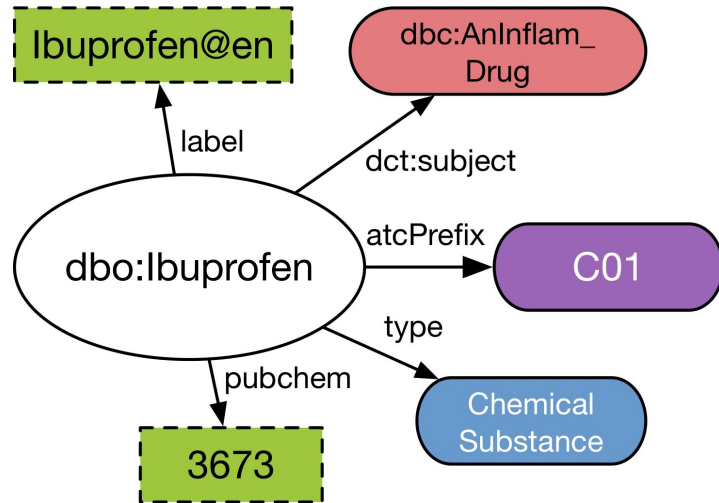 Ibuprofen@en
dbc:AnInflam_
Drug
label
dct:subject
dbo:Ibuprofen
atcPrefix
C01
type
pubchem
Chemical
Substance
3673